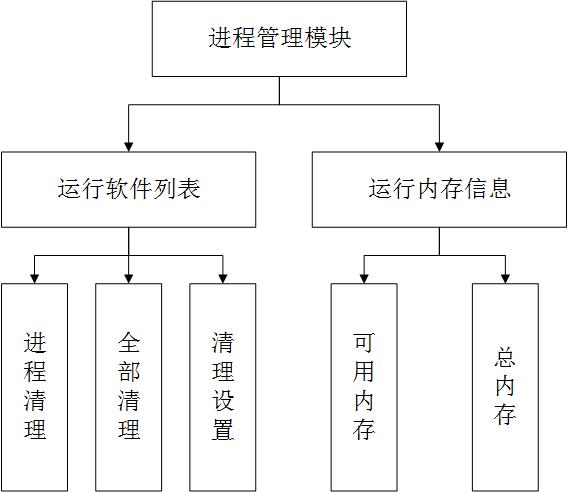 进程管理模块
运行软件列表
运行内存信息
进程清理
全部清理
清理设置
可用内存
总内存